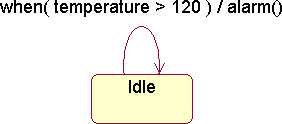 when( temperature > 120 ) / alarm()
Idle